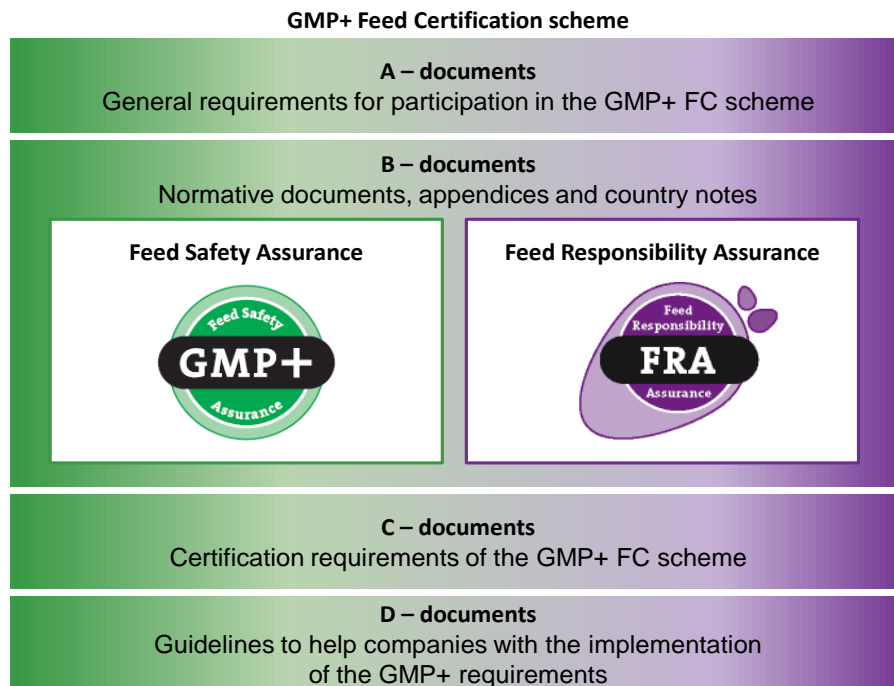 GMP+ Feed Certification scheme
A – documents
General requirements for participation in the GMP+ FC scheme
B – documents
Normative documents, appendices and country notes
Feed Safety Assurance
Feed Safety
GMP+
Assurance
Feed Responsibility Assurance
Feed
Responsibility
FRA
Assurance
C – documents
Certification requirements of the GMP+ FC scheme
D – documents
Guidelines to help companies with the implementation
of the GMP+ requirements